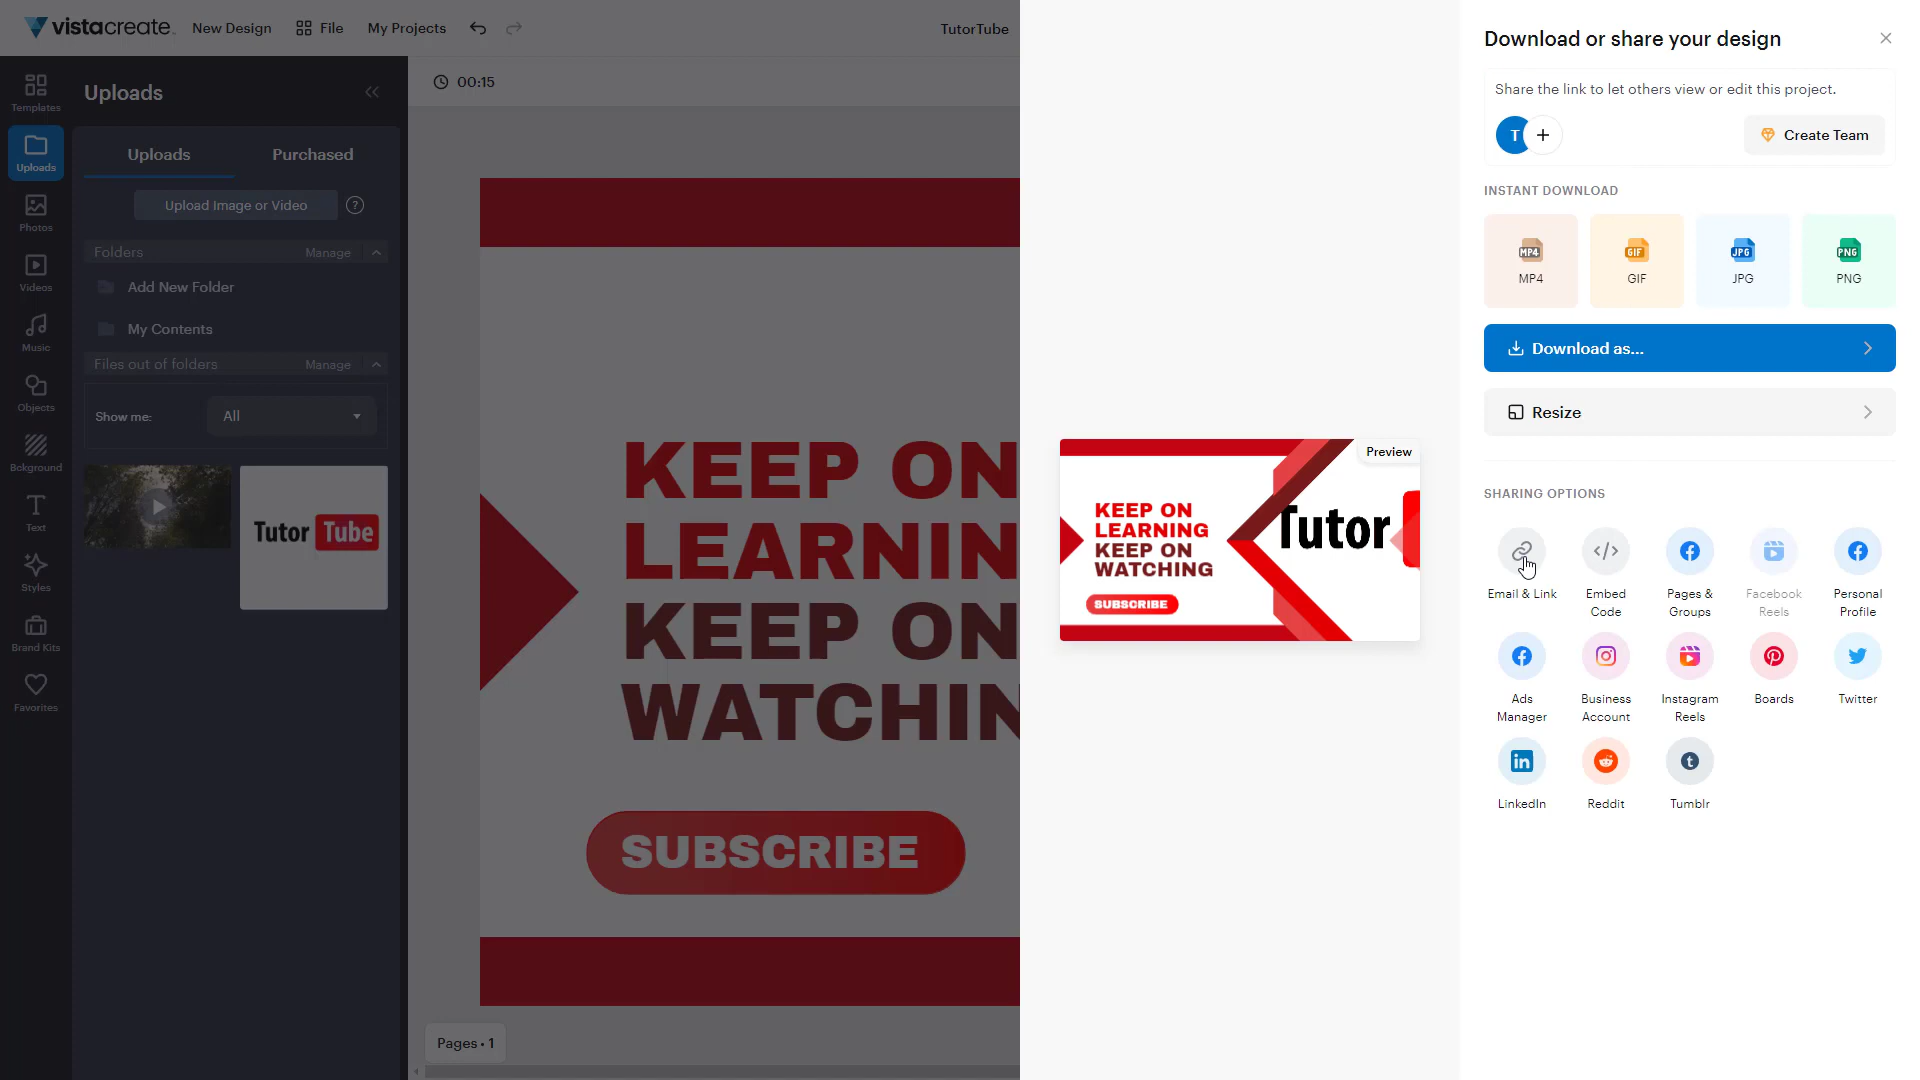 vistacreate
New Design
File
My Projects
TutorTube
Templates
Uploads
Photos
Videos
Music
Objects
Bckground
Text
Styles
Brand Kits
Favorites
Uploads
Uploads
Purchased
Upload Image or Video
?
Folders
Manage
Add New Folder
My Contents
Files out of folders
Manage
Show me:
All
Tutor Tube
00:15
KEEP ON
LEARNIN
KEEP ON
WATCHIN
SUBSCRIBE
Pages • 1
Preview
KEEP ON
LEARNING
KEEP ON
WATCHING
SUBSCRIBE
Tutor
Download or share your design
Share the link to let others view or edit this project.
T
+
Create Team
INSTANT DOWNLOAD
MP4
MP4
GIF
GIF
JPG
JPG
PNG
PNG
Download as...
Resize
SHARING OPTIONS
Email & Link
Embed
Code
Pages &
Groups
Facebook
Reels
Personal
Profile
Ads
Manager
Business
Account
Instagram
Reels
Boards
Twitter
LinkedIn
Reddit
Tumblr